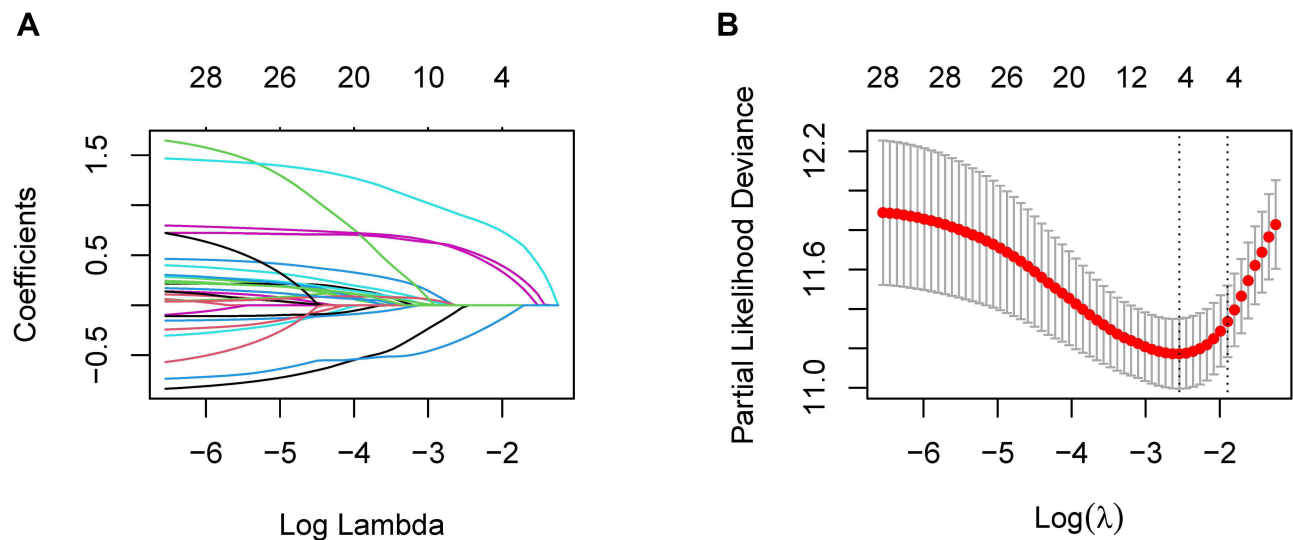 A
28 26 20 10 4
Coefficients
1.5
0.5
−0.5
−6 −5 −4 −3 −2
Log Lambda
B
28 28 26 20 12 4 4
Partial Likelihood Deviance
12.2
11.6
11.0
−6 −5 −4 −3 −2
Log(λ)